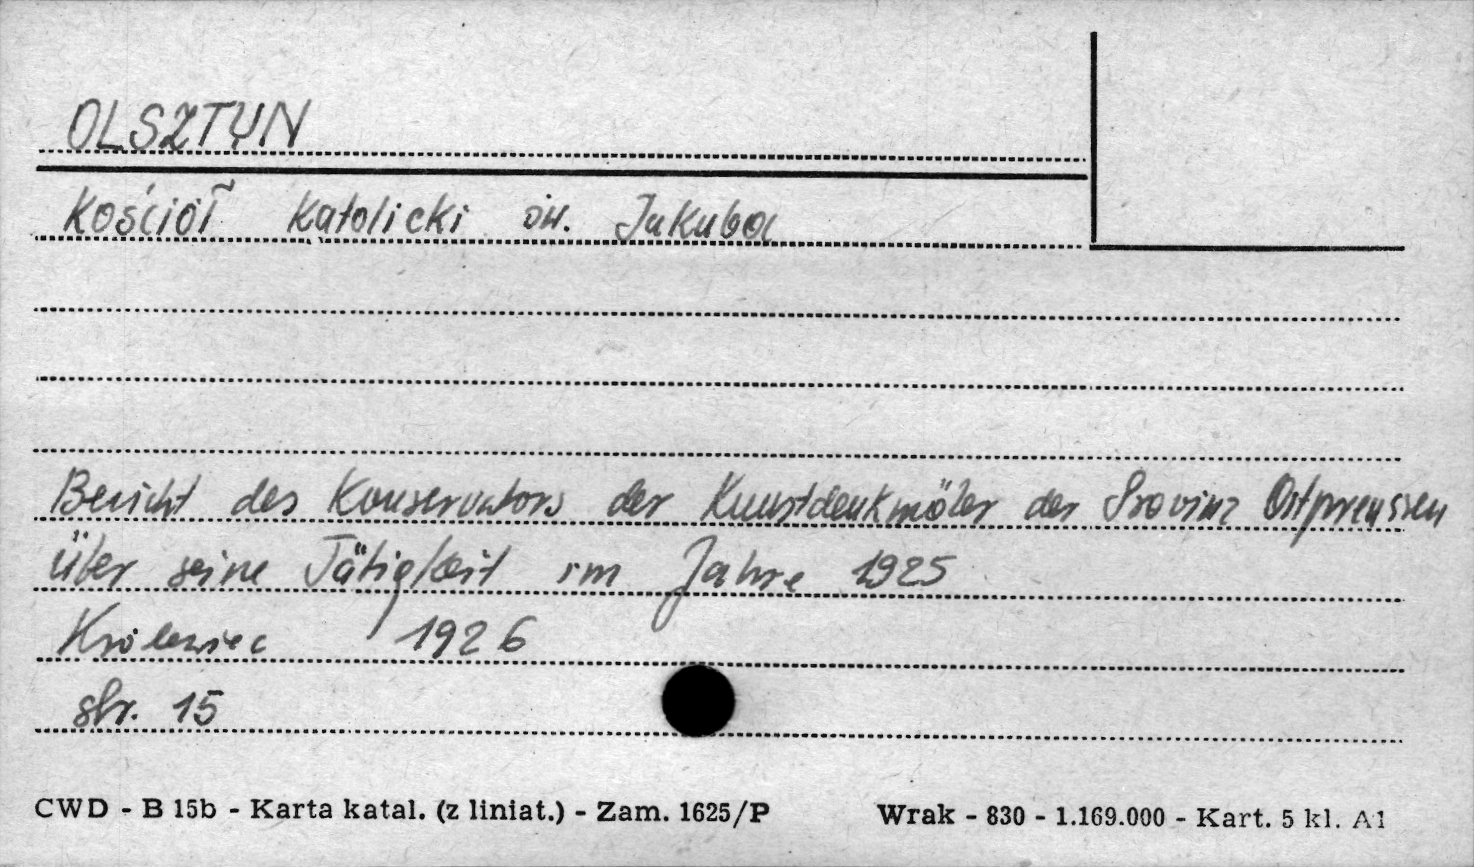 OLSZTYN
Kościół Katolicki św. Jakuba
Bericht des Konservators der Kunstdenkmäler der Provinz Ostpreussen
über seine Tätigkeit im Jahre 1925
Królewiec 1926
str. 15
CWD - B 15b - Karta katal. (z liniat.) - Zam. 1625/P Wrak - 830 - 1.169.000 - Kart. 5 kl. A1